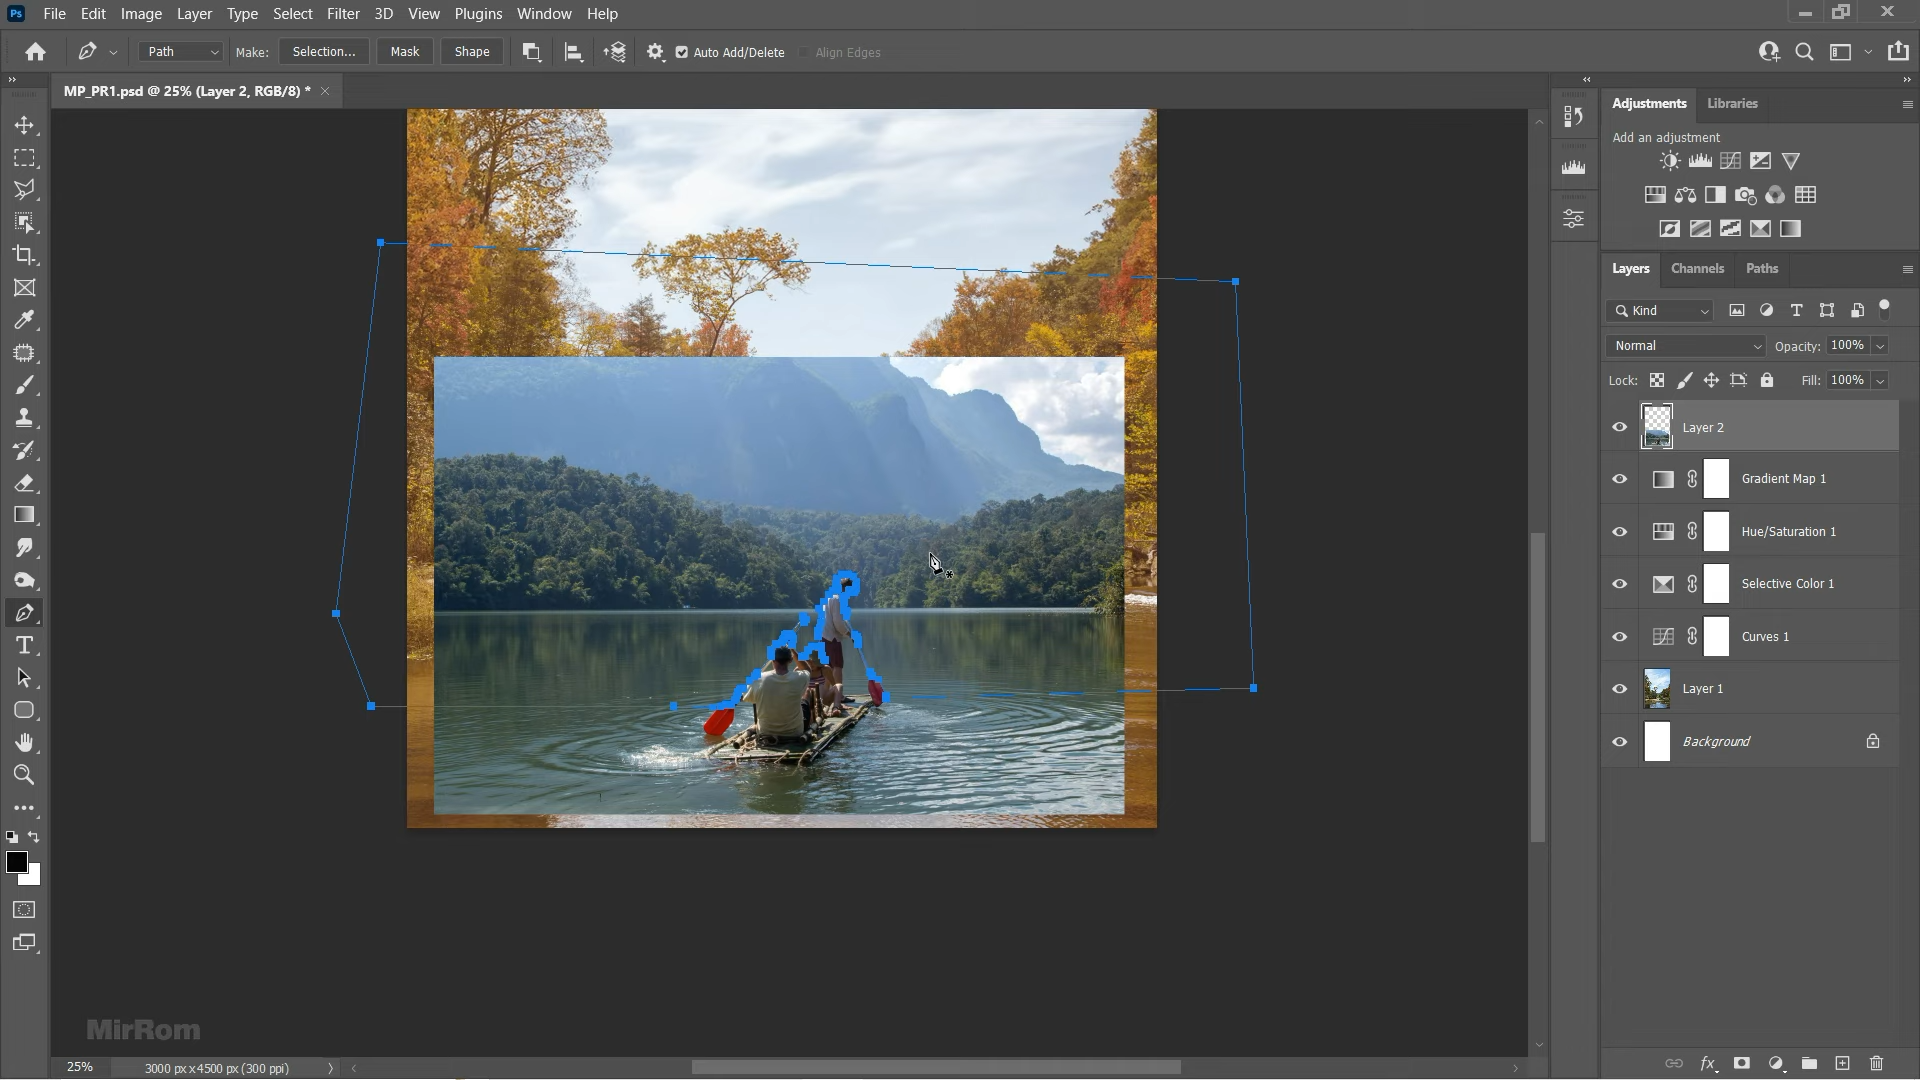 Ps File Edit Image Layer Type Select Filter 3D View Plugins Window Help
Path Make: Selection... Mask Shape Auto Add/Delete Align Edges
MP_PR1.psd @ 25% (Layer 2, RGB/8) *
Adjustments Libraries
Add an adjustment
Layers Channels Paths
Kind
Normal Opacity: 100%
Lock: Fill: 100%
Layer 2
Gradient Map 1
Hue/Saturation 1
Selective Color 1
Curves 1
Layer 1
Background
MirRom
25% 3000 px x 4500 px (300 ppi)